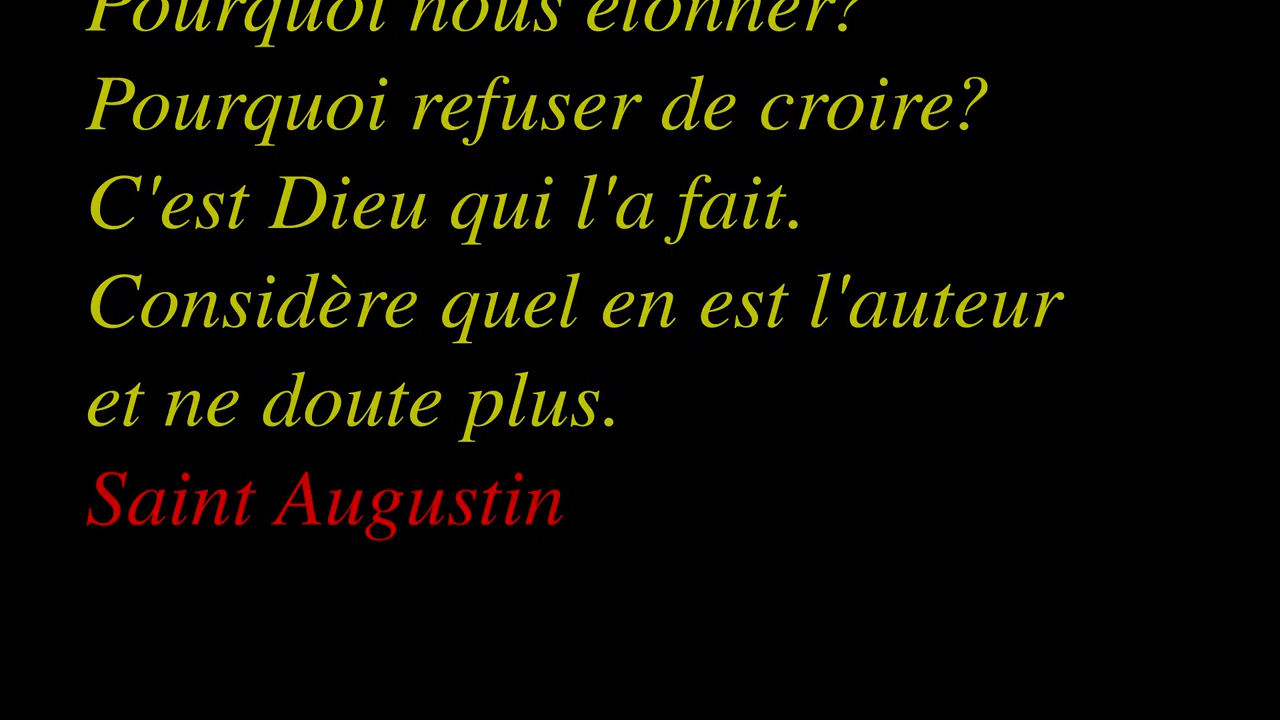 Pourquoi nous étonner?
Pourquoi refuser de croire?
C'est Dieu qui l'a fait.
Considère quel en est l'auteur
et ne doute plus.
Saint Augustin